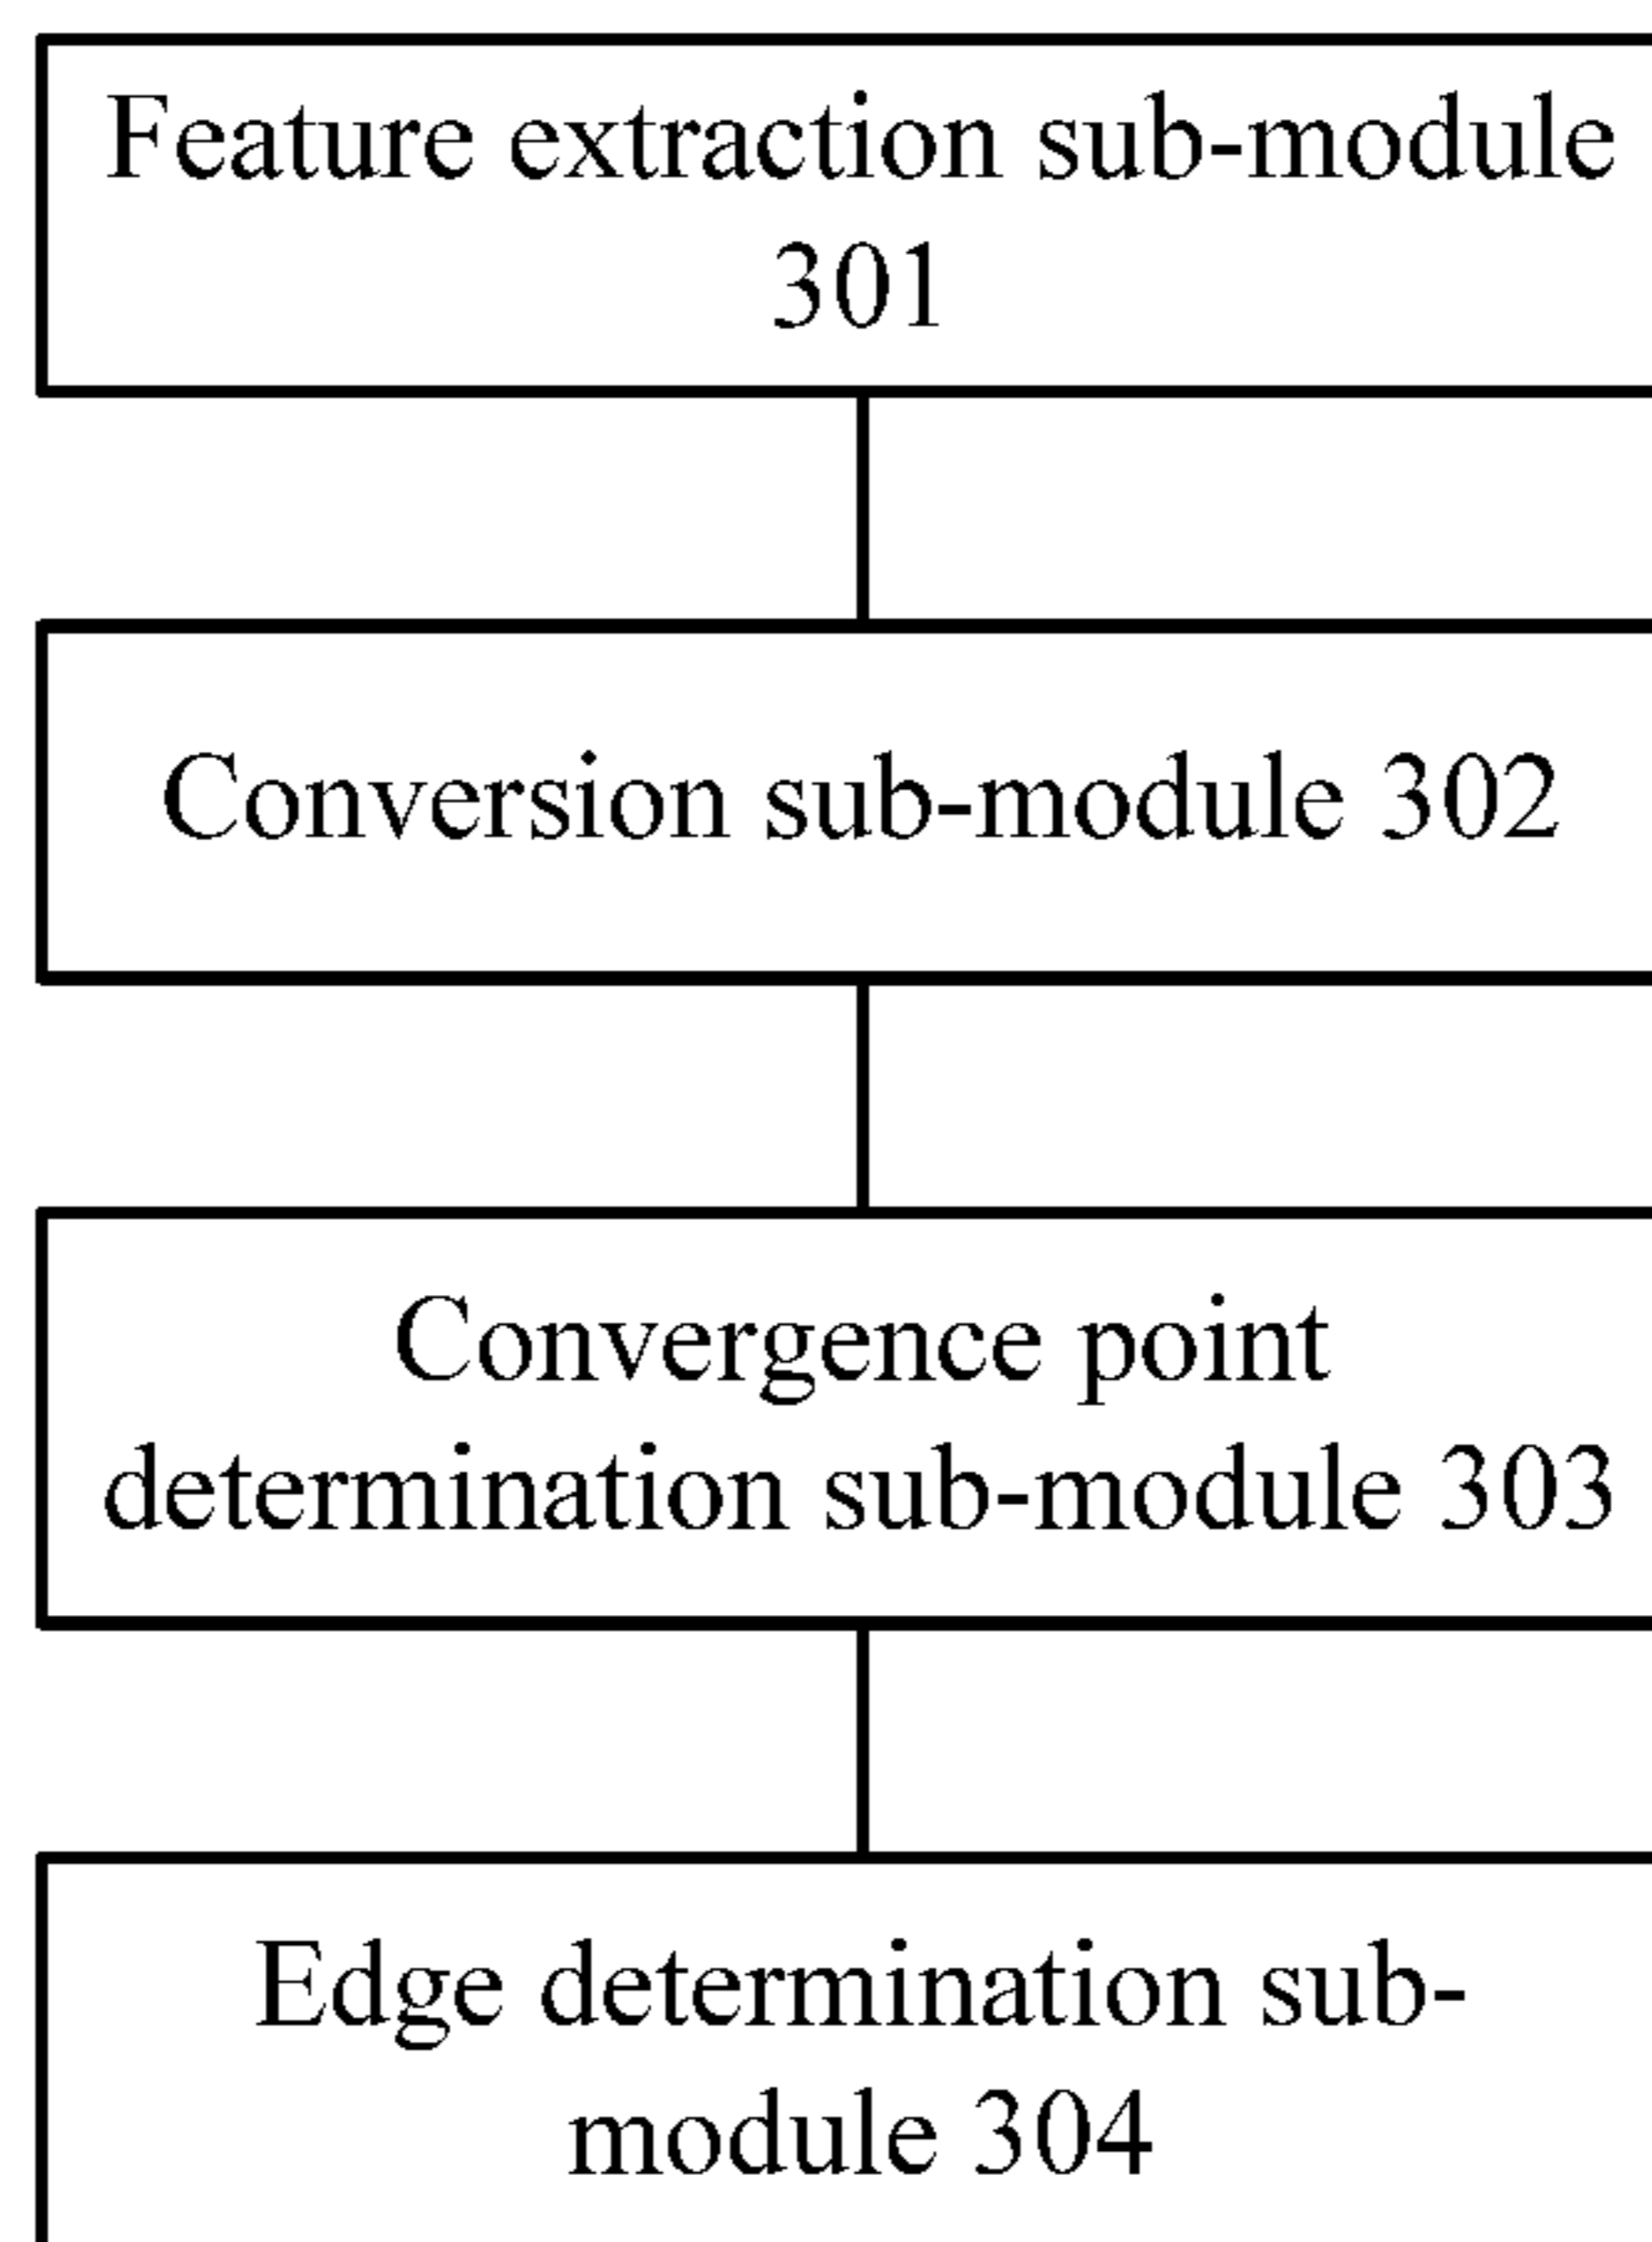 Feature extraction sub-module
301
Conversion sub-module 302
Convergence point
determination sub-module 303
Edge determination sub-
module 304